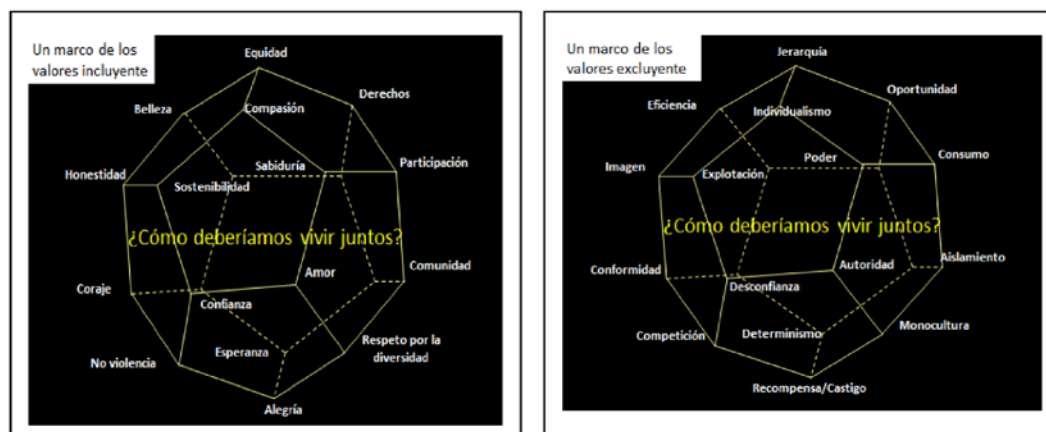 Un marco de los
valores incluyente
Equidad
Derechos
Belleza
Compasión
Honestidad
Sabiduría
Participación
Sostenibilidad
¿Cómo deberíamos vivir juntos?
Comunidad
Amor
Coraje
Confianza
Respeto por la
diversidad
Esperanza
No violencia
Alegría
Un marco de los
valores excluyente
Jerarquía
Oportunidad
Eficiencia
Individualismo
Consumo
Poder
Imagen
Explotación
¿Cómo deberíamos vivir juntos?
Aislamiento
Autoridad
Conformidad
Desconfianza
Monocultura
Determinismo
Competición
Recompensa/Castigo